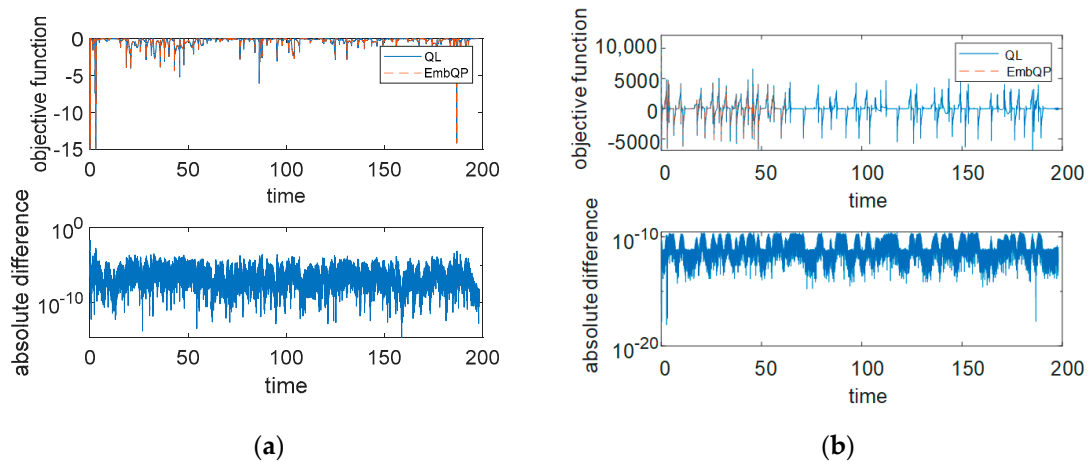 objective function
0
-5
-10
-15
QL
EmbQP
0 50 100 150 200
time
absolute difference
10^0
10^-10
0 50 100 150 200
time
(a)
objective function
10,000
5000
0
-5000
QL
EmbQP
0 50 100 150 200
time
absolute difference
10^-10
10^-20
0 50 100 150 200
time
(b)